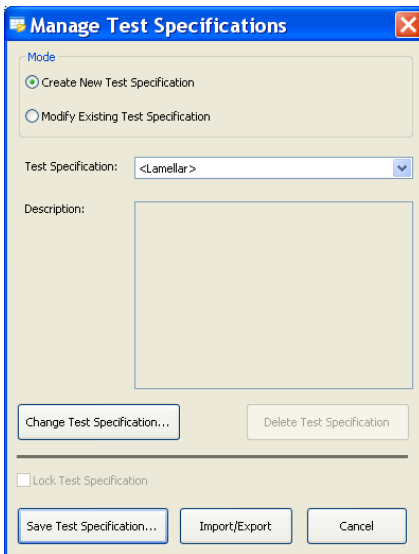 Manage Test Specifications
Mode
Create New Test Specification
Modify Existing Test Specification
Test Specification: <Lamellar>
Description:
Change Test Specification... Delete Test Specification
Lock Test Specification
Save Test Specification... Import/Export Cancel